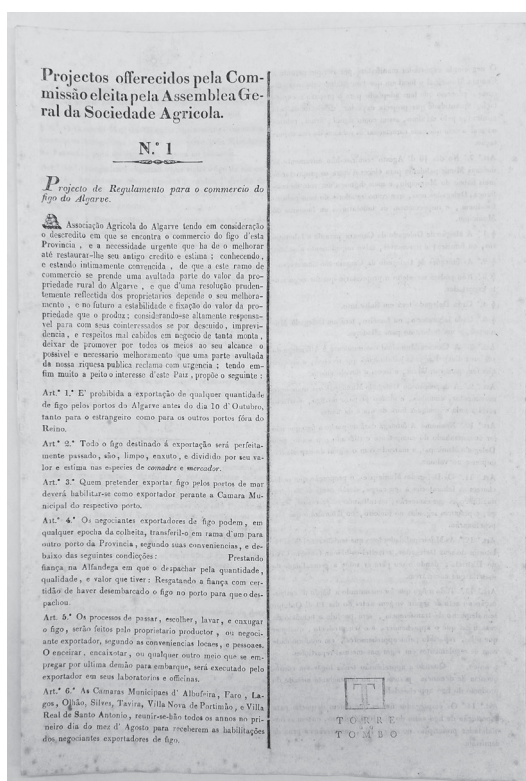 Projectos offerecidos pela Com-
missão eleita pela Assemblea Ge-
ral da Sociedade Agricola.
N.º 1
Projecto de Regulamento para o commercio do
figo do Algarve.
A Associação Agricola do Algarve tendo em consideração
o descredito em que se encontra o commercio do figo d'esta
Provincia , e a necessidade urgente que ha de o melhorar
até restaurar-lhe seu antigo credito e estima ; conhecendo,
e estando intimamente convencida , de que a este ramo de
commercio se prende uma avultada parte do valor da pro-
priedade rural do Algarve , e que d'uma resolução pruden-
temente reflectida dos proprietarios depende o seu melhora-
mento , e no futuro a estabilidade e fixação do valor da pro-
priedade que o produz ; considerando-se altamente responsa-
vel para com seus cointeressados se por descuido, imprevi-
dencia , e respeitos mal cabidos em negocio de tanta monta,
deixar de promover por todos os meios ao seu alcance o
possivel e necessario melhoramento que uma parte avultada
da nossa riquesa publica reclama com urgencia ; tendo em-
fim muito a peito o interesse d'este Paiz , propõe o seguinte :
Art.º 1.º E' prohibida a exportação de qualquer quantidade
de figo pelos portos do Algarve antes do dia 10 d'Outubro,
tanto para o estrangeiro como para os outros portos fóra do
Reino.
Art.º 2.º Todo o figo destinado á exportação será perfeita-
mente passado, são, limpo, enxuto, e dividido por seu va-
lor e estima nas especies de comadre e mercador.
Art.º 3.º Quem pretender exportar figo pelos portos de mar
deverá habilitar-se como exportador perante a Camara Mu-
nicipal do respectivo porto.
Art.º 4.º Os negociantes exportadores de figo podem, em
qualquer epocha da colheita, transferil-o em rama d'um para
outro porto da Provincia , segundo suas conveniencias, e de-
baixo das seguintes condicções : Prestando
fiança na Alfandega em que o despachar pela quantidade,
qualidade, e valor que tiver : Resgatando a fiança com cer-
tidão de haver desembarcado o figo no porto para que o des-
pachou.
Art. 5.º Os processos de passar, escolher, lavar, e enxugar
o figo, serão feitos pelo proprietario productor , ou negoci-
ante exportador, segundo as conveniencias locaes, e pessoaes.
O enceirar, encaixotar, ou qualquer outro meio que se em-
pregar por ultima demão para embarque, será executado pelo
exportador em seus laboratorios e officinas.
Art.º 6.º As Camaras Municipaes d' Albufeira, Faro, La-
gos, Olhão, Silves, Tavira, Villa Nova de Portimão, e Villa
Real de Santo Antonio, reunir-se-hão todos os annos no pri-
meiro dia do mez d' Agosto para receberem as habilitações
dos negociantes exportadores de figo.
T
TORRE
DO
TOMBO